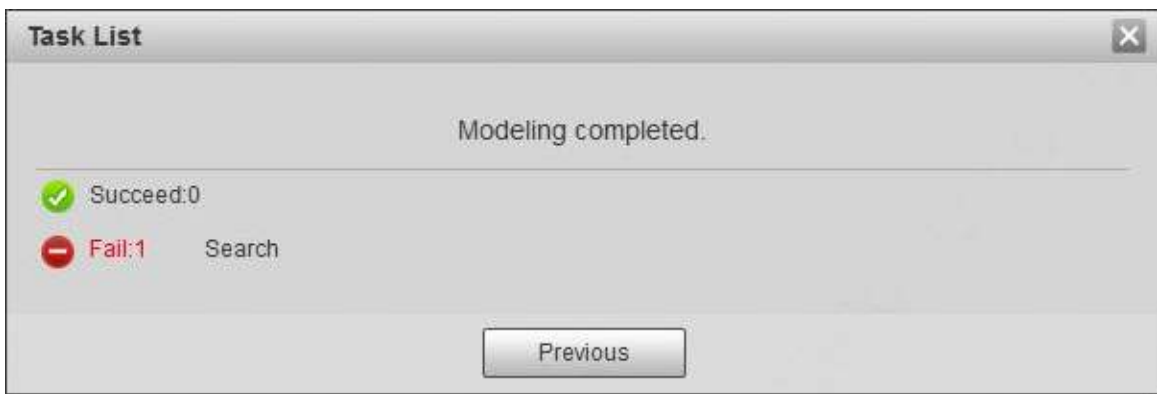 Task List
Modeling completed.
Succeed:0
Fail:1 Search
Previous